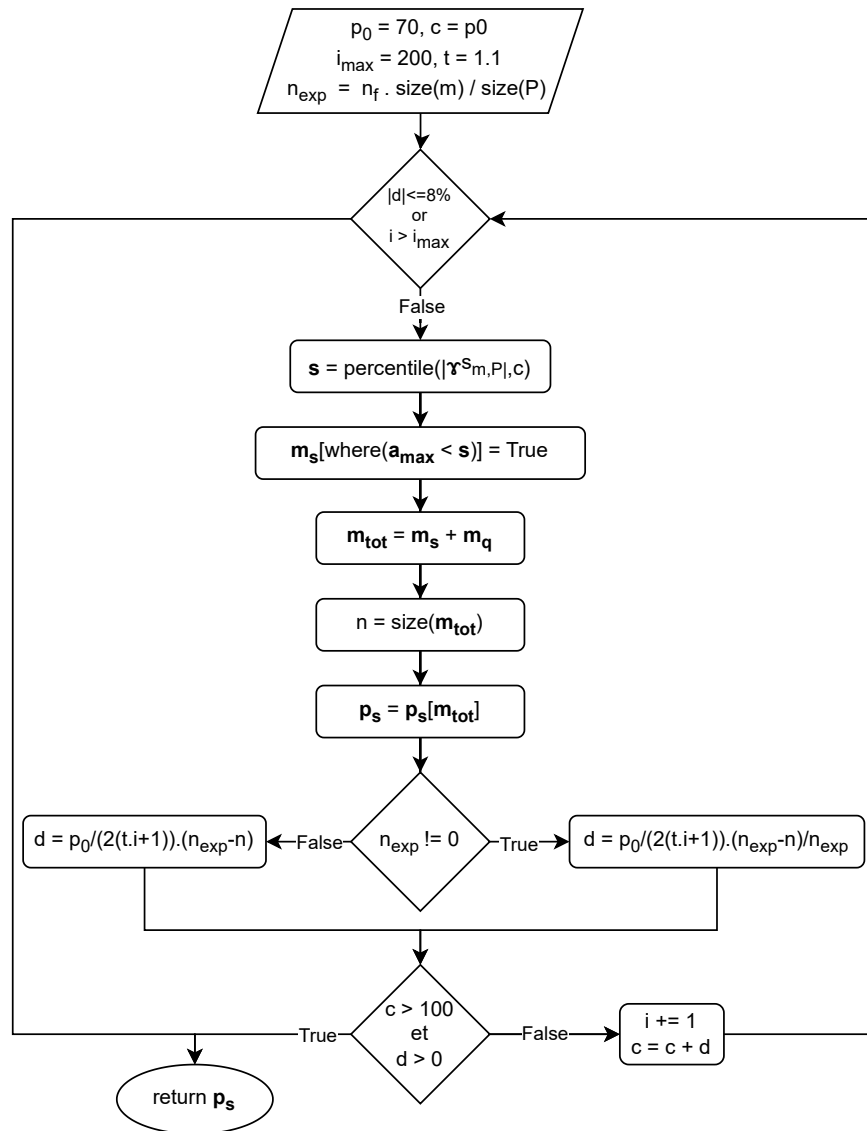 p0 = 70, c = p0
imax = 200, t = 1.1
nexp = nf . size(m) / size(P)
|d|<=8%
or
i > imax
False
s = percentile(|ɤSm,P|,c)
ms[where(amax < s)] = True
mtot = ms + mq
n = size(mtot)
ps = ps[mtot]
d = p0/(2(t.i+1)).(nexp-n)
False
nexp != 0
True
d = p0/(2(t.i+1)).(nexp-n)/nexp
c > 100
et
d > 0
True
False
i += 1
c = c + d
return ps